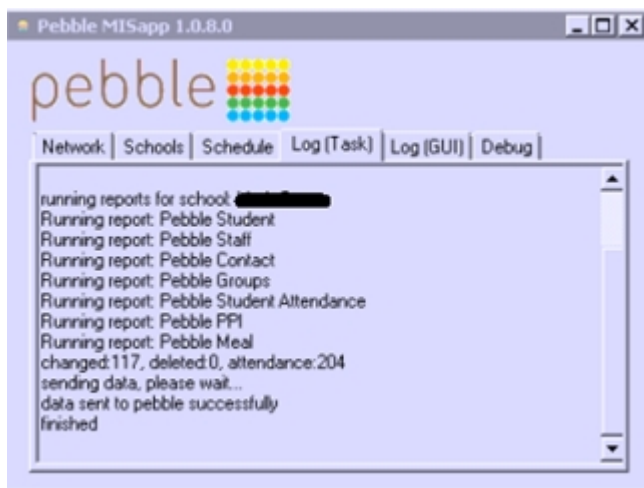 Pebble MISapp 1.0.8.0
pebble
Network Schools Schedule Log (Task) Log (GUI) Debug
running reports for school:
Running report: Pebble Student
Running report: Pebble Staff
Running report: Pebble Contact
Running report: Pebble Groups
Running report: Pebble Student Attendance
Running report: Pebble PPI
Running report: Pebble Meal
changed:117, deleted:0, attendance:204
sending data, please wait...
data sent to pebble successfully
finished